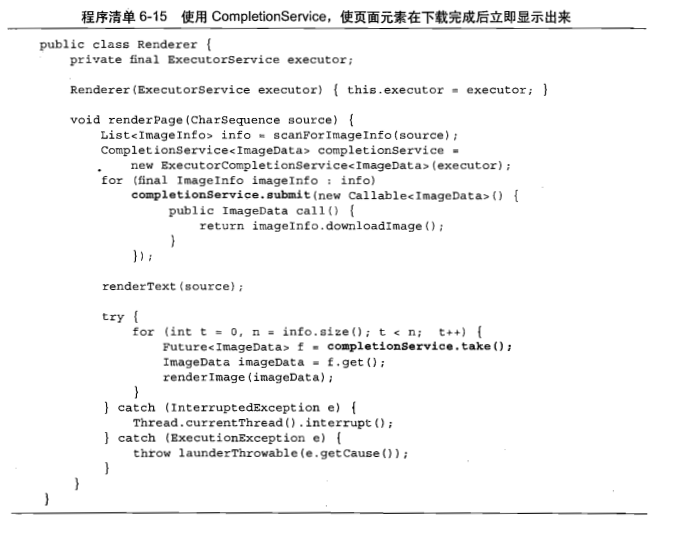 程序清单 6-15 使用 CompletionService，使页面元素在下载完成后立即显示出来
public class Renderer {
    private final ExecutorService executor;

    Renderer(ExecutorService executor) { this.executor = executor; }

    void renderPage(CharSequence source) {
        List<ImageInfo> info = scanForImageInfo(source);
        CompletionService<ImageData> completionService =
            new ExecutorCompletionService<ImageData>(executor);
        for (final ImageInfo imageInfo : info)
            completionService.submit(new Callable<ImageData>() {
                public ImageData call() {
                    return imageInfo.downloadImage();
                }
            });

        renderText(source);

        try {
            for (int t = 0, n = info.size(); t < n;  t++) {
                Future<ImageData> f = completionService.take();
                ImageData imageData = f.get();
                renderImage(imageData);
            }
        } catch (InterruptedException e) {
            Thread.currentThread().interrupt();
        } catch (ExecutionException e) {
            throw launderThrowable(e.getCause());
        }
    }
}